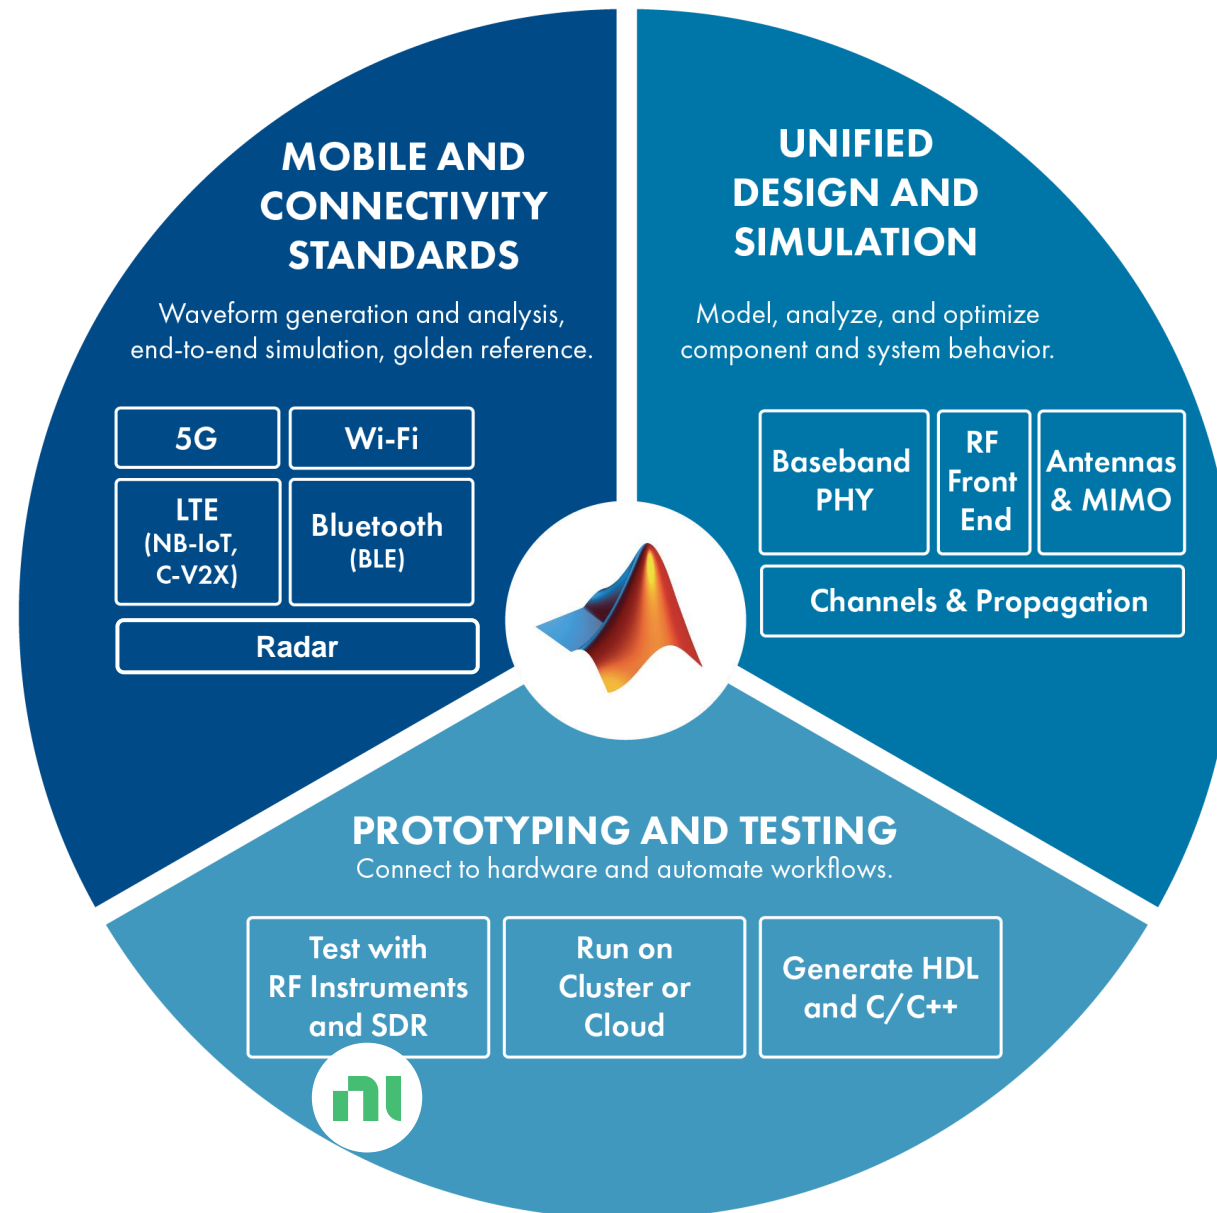 MOBILE AND
CONNECTIVITY
STANDARDS
Waveform generation and analysis,
end-to-end simulation, golden reference.
5G
Wi-Fi
LTE
(NB-IoT,
C-V2X)
Bluetooth
(BLE)
Radar
UNIFIED
DESIGN AND
SIMULATION
Model, analyze, and optimize
component and system behavior.
Baseband
PHY
RF
Front
End
Antennas
& MIMO
Channels & Propagation
PROTOTYPING AND TESTING
Connect to hardware and automate workflows.
Test with
RF Instruments
and SDR
Run on
Cluster or
Cloud
Generate HDL
and C/C++
ni